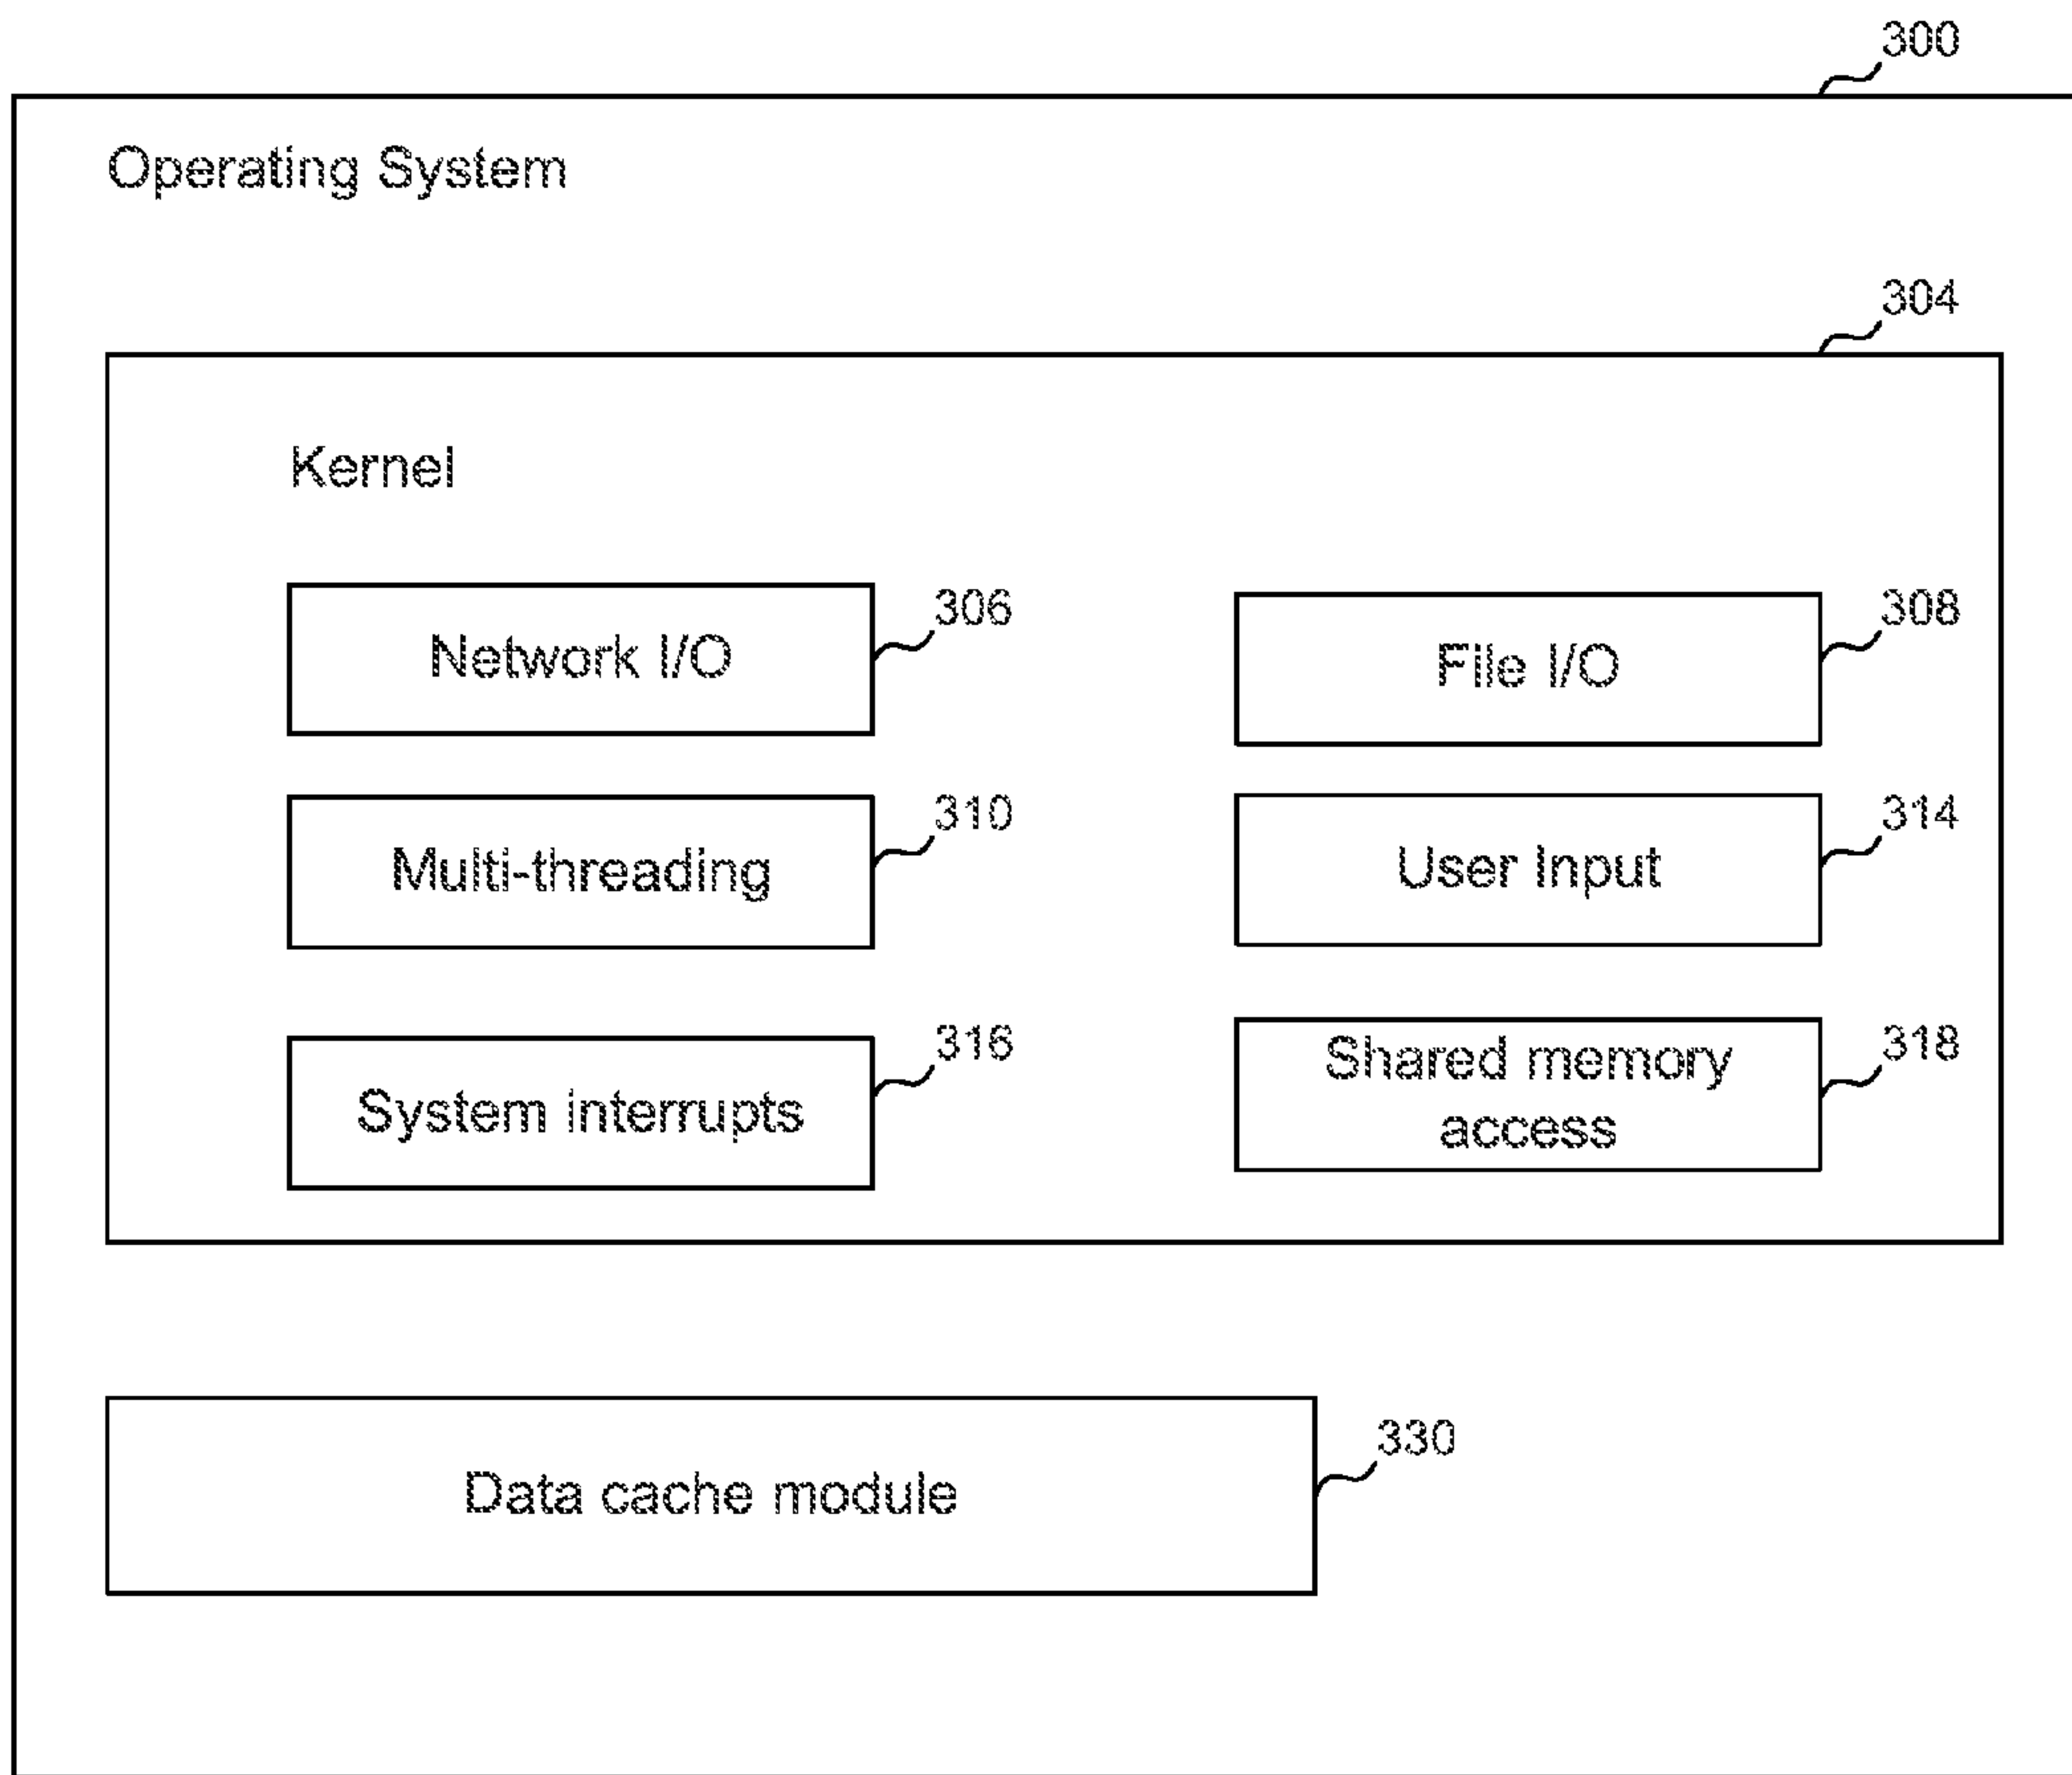 300
Operating System
304
Kernel
Network I/O
306
File I/O
308
Multi-threading
310
User Input
314
System interrupts
316
Shared memory
access
318
Data cache module
330